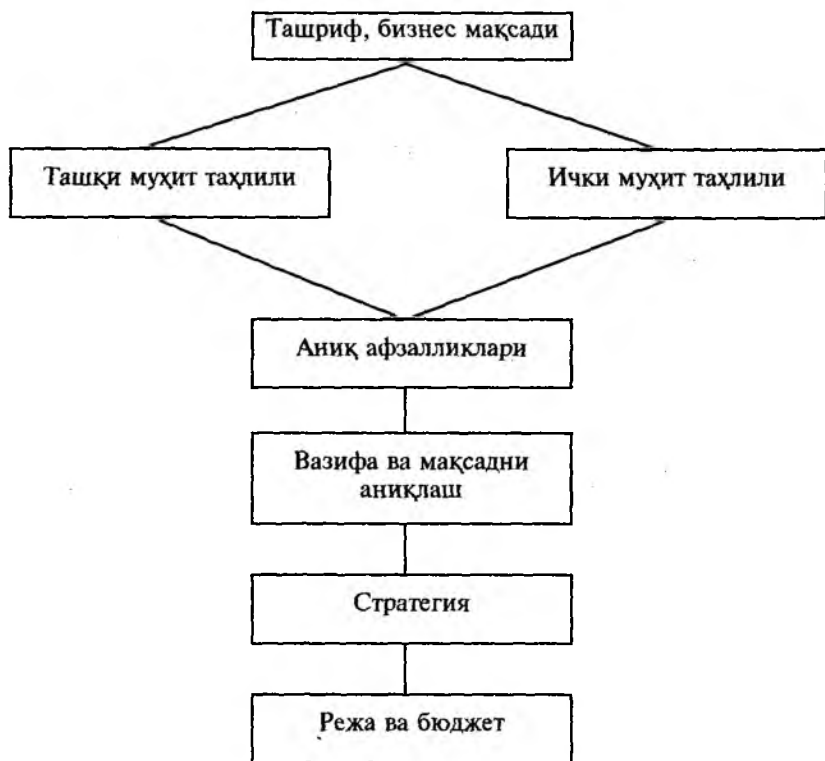 Ташриф, бизнес мақсади
Ташқи муҳит таҳлили
Ички муҳит таҳлили
Аниқ афзалликлари
Вазифа ва мақсадни
аниқлаш
Стратегия
Режа ва бюджет